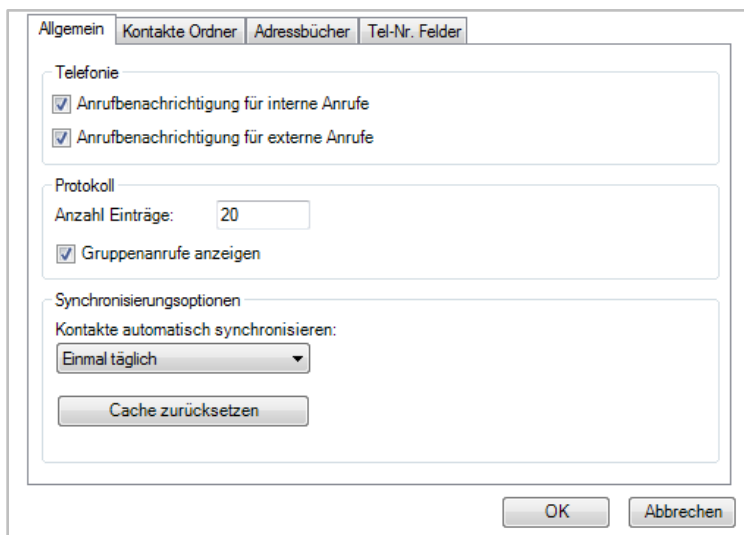 Allgemein Kontakte Ordner Adressbücher Tel-Nr. Felder
Telefonie
Anrufbenachrichtigung für interne Anrufe
Anrufbenachrichtigung für externe Anrufe
Protokoll
Anzahl Einträge: 20
Gruppenanrufe anzeigen
Synchronisierungsoptionen
Kontakte automatisch synchronisieren:
Einmal täglich
Cache zurücksetzen
OK Abbrechen